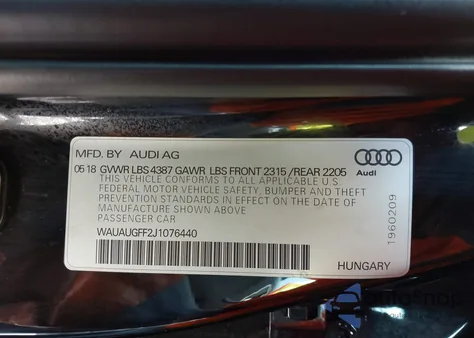 MFD. BY AUDI AG
05 18 GVWR LBS 4387 GAWR LBS FRONT 2315 /REAR 2205
THIS VEHICLE CONFORMS TO ALL APPLICABLE U.S.
FEDERAL MOTOR VEHICLE SAFETY, BUMPER AND THEFT
PREVENTION STANDARDS IN EFFECT ON THE DATE OF
MANUFACTURE SHOWN ABOVE
PASSENGER CAR
WAUAUGFF2J1076440
Audi
1960209
HUNGARY